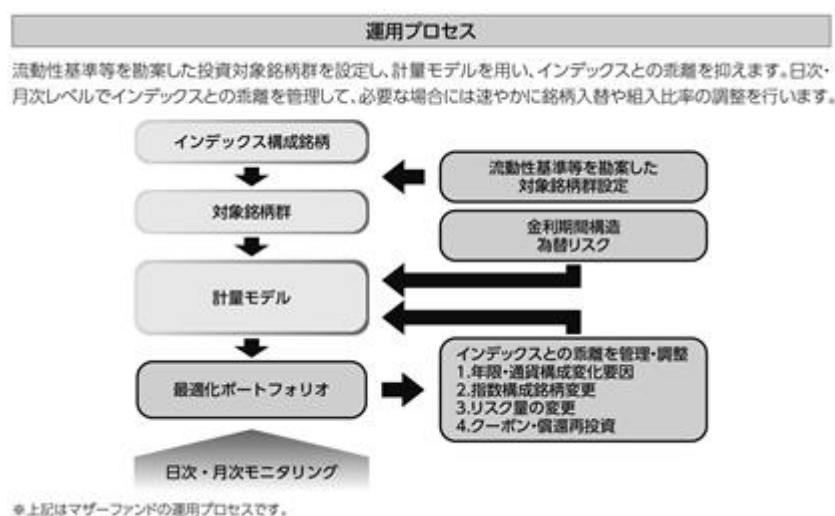 運用プロセス
流動性基準等を勘案した投資対象銘柄群を設定し、計量モデルを用い、インデックスとの乖離を抑えます。日次・
月次レベルでインデックスとの乖離を管理して、必要な場合には速やかに銘柄入替や組入比率の調整を行います。
インデックス構成銘柄
流動性基準等を勘案した
対象銘柄群設定
対象銘柄群
金利期間構造
為替リスク
計量モデル
インデックスとの乖離を管理・調整
1.年限・通貨構成変化要因
2.指数構成銘柄変更
3.リスク量の変更
4.クーポン・償還再投資
最適化ポートフォリオ
日次・月次モニタリング
※上記はマザーファンドの運用プロセスです。